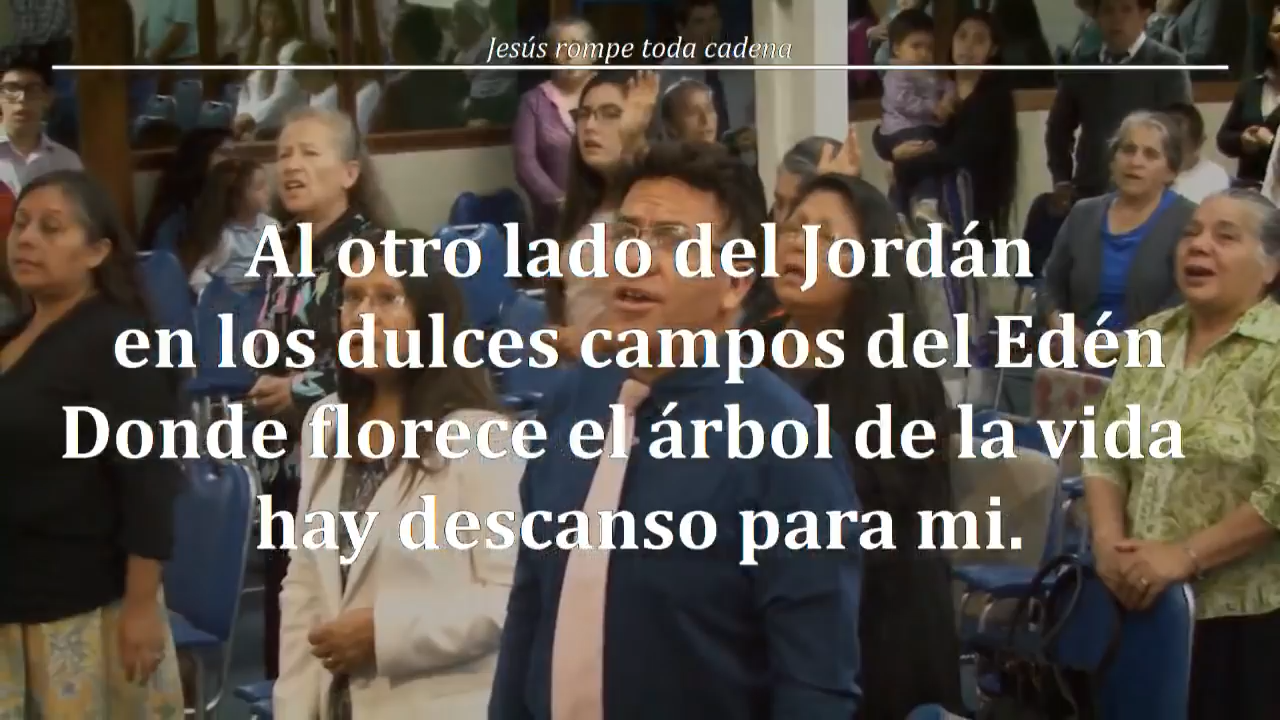 Jesús rompe toda cadena
Al otro lado del Jordán
en los dulces campos del Edén
Donde florece el árbol de la vida
hay descanso para mi.